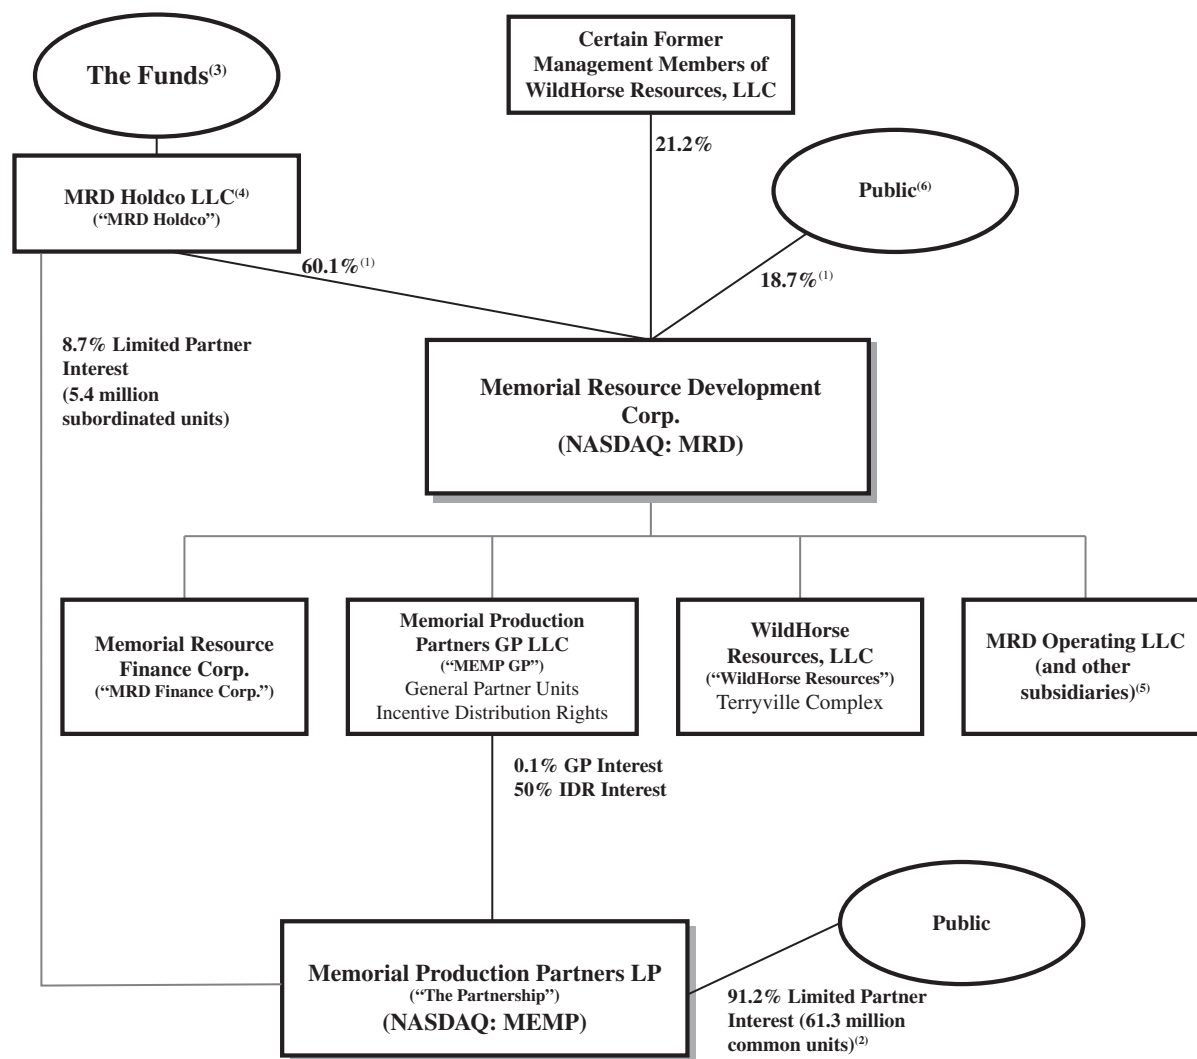 The Funds(3)
Certain Former
Management Members of
WildHorse Resources, LLC
21.2%
MRD Holdco LLC(4)
(“MRD Holdco”)
Public(6)
60.1%(1)
18.7%(1)
8.7% Limited Partner
Interest
(5.4 million
subordinated units)
Memorial Resource Development
Corp.
(NASDAQ: MRD)
Memorial Resource
Finance Corp.
(“MRD Finance Corp.”)
Memorial Production
Partners GP LLC
(“MEMP GP”)
General Partner Units
Incentive Distribution Rights
WildHorse
Resources, LLC
(“WildHorse Resources”)
Terryville Complex
MRD Operating LLC
(and other
subsidiaries)(5)
0.1% GP Interest
50% IDR Interest
Memorial Production Partners LP
(“The Partnership”)
(NASDAQ: MEMP)
Public
91.2% Limited Partner
Interest (61.3 million
common units)(2)